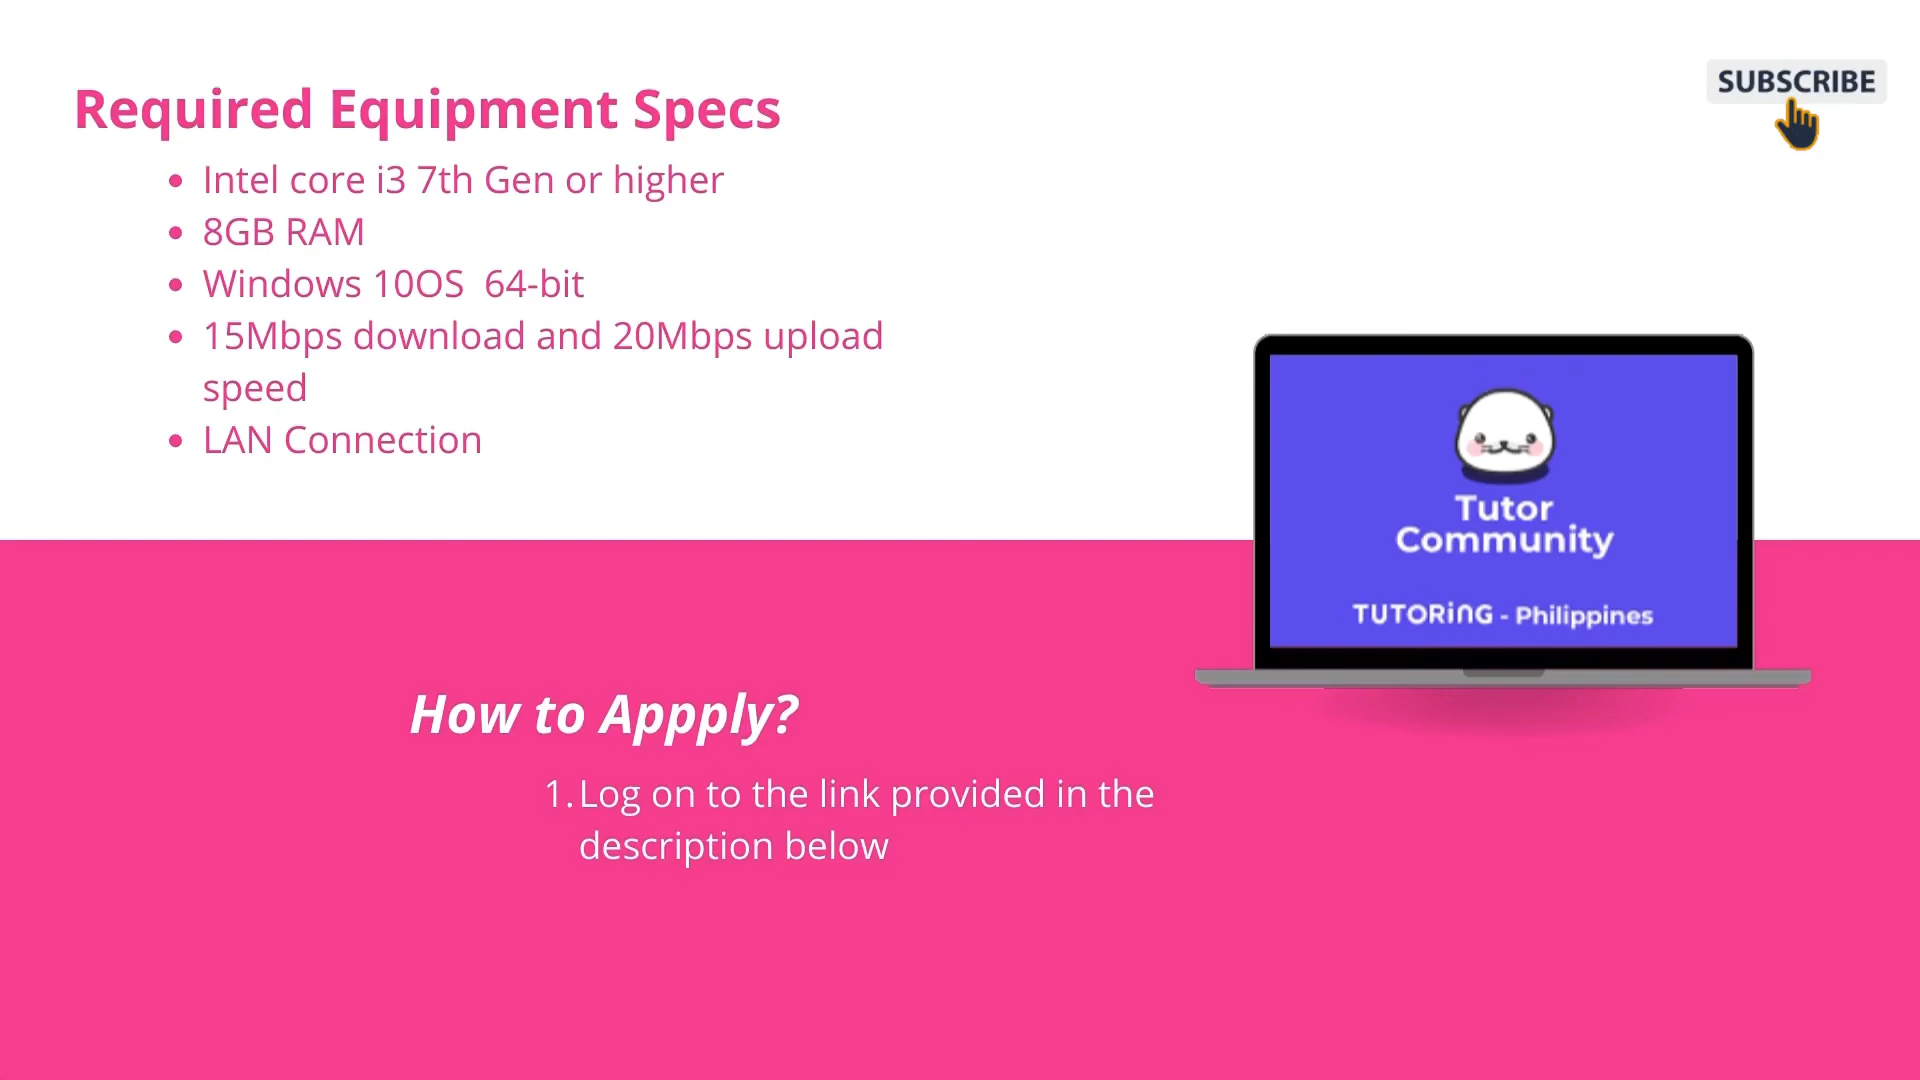 Required Equipment Specs
SUBSCRIBE
• Intel core i3 7th Gen or higher
• 8GB RAM
• Windows 10OS  64-bit
• 15Mbps download and 20Mbps upload
speed
• LAN Connection
Tutor
Community
TUTORiNG - Philippines
How to Appply?
1. Log on to the link provided in the
description below